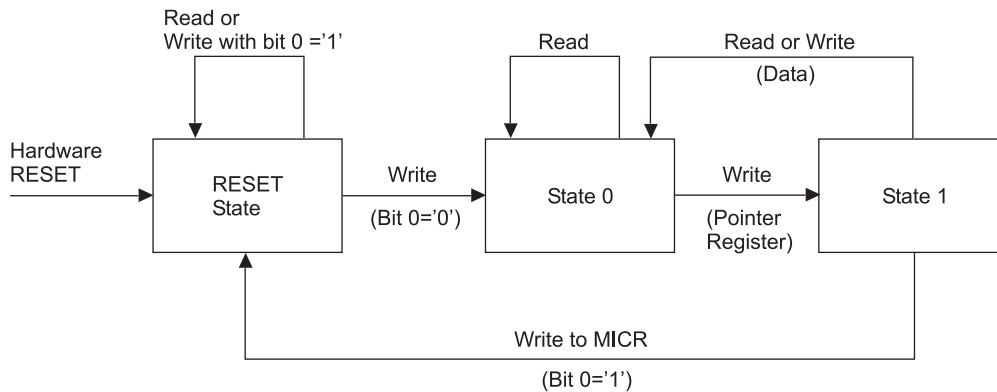 Read or
Write with bit 0 ='1'
Read
Read or Write
(Data)
Hardware
RESET
RESET
State
Write
(Bit 0='0')
State 0
Write
(Pointer
Register)
State 1
Write to MICR
(Bit 0='1')